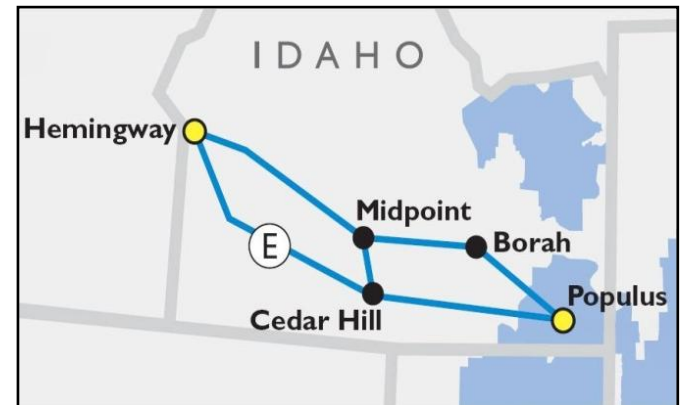 IDAHO
Hemingway
Midpoint
Borah
E
Populus
Cedar Hill